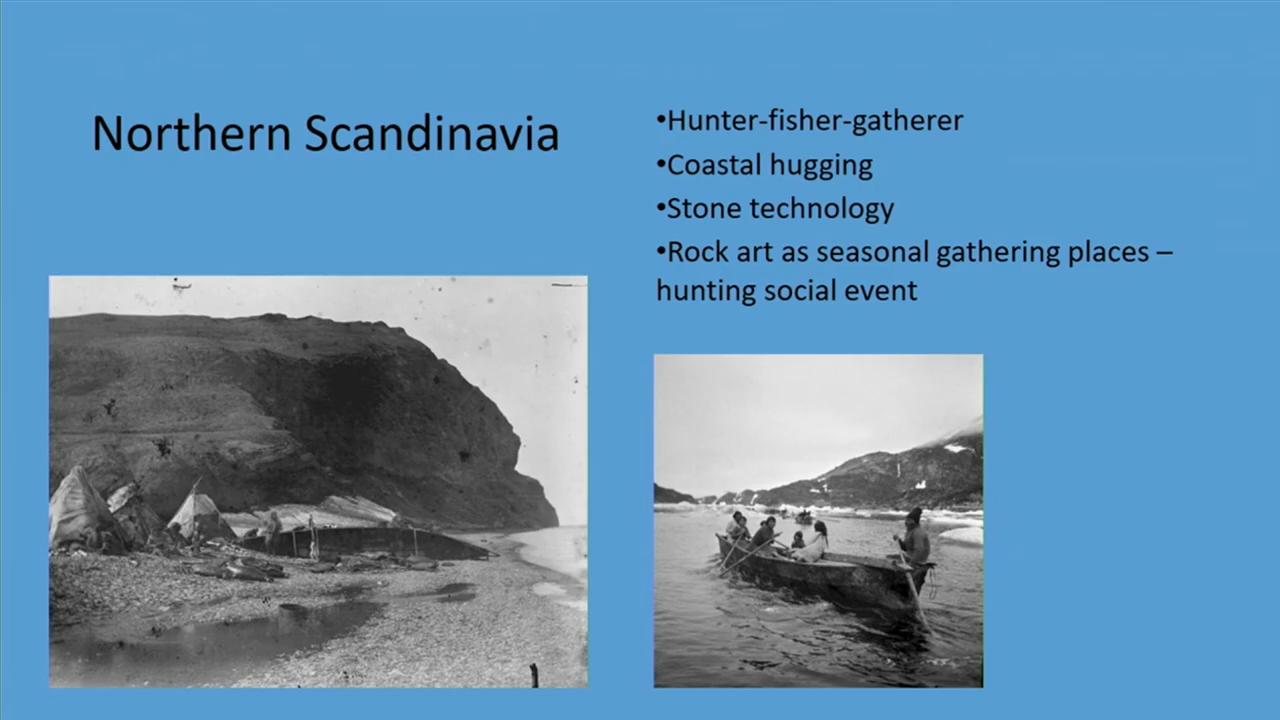 Northern Scandinavia
•Hunter-fisher-gatherer
•Coastal hugging
•Stone technology
•Rock art as seasonal gathering places –
hunting social event